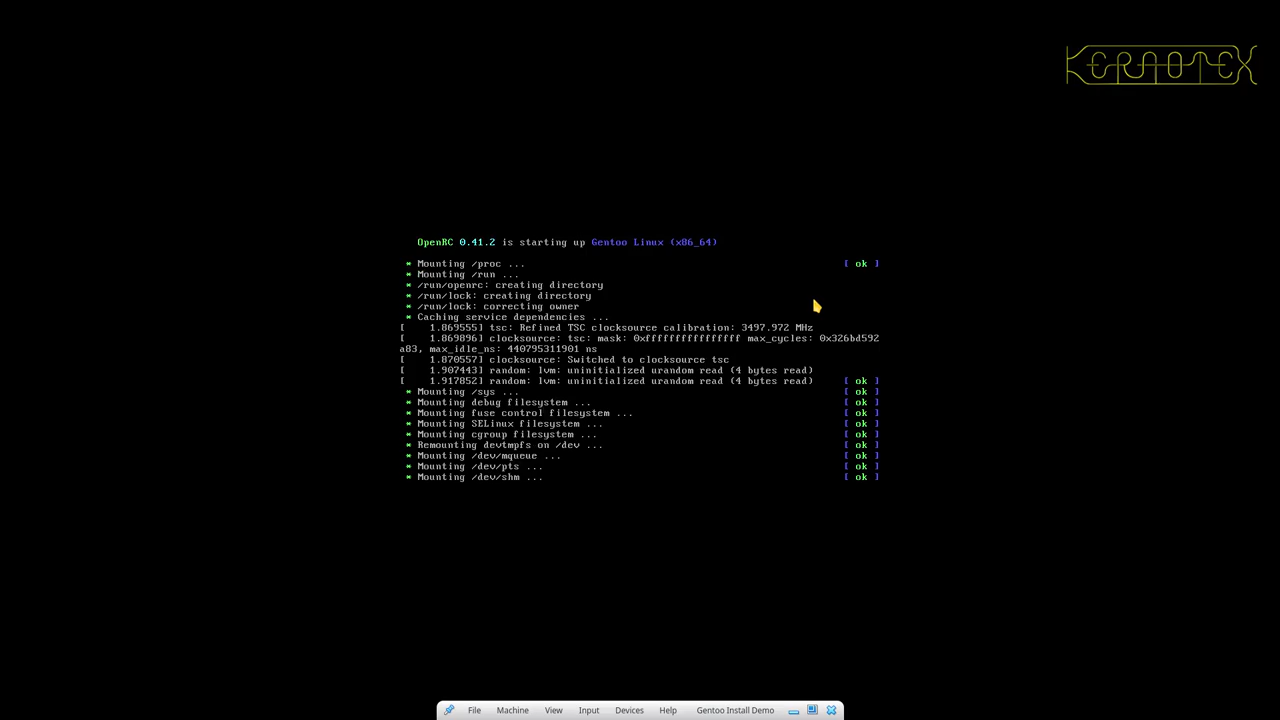 KERNOTEX
OpenRC 0.41.2 is starting up Gentoo Linux (x86_64)
* Mounting /proc ... [ ok ]
* Mounting /run ...
* /run/openrc: creating directory
* /run/lock: creating directory
* /run/lock: correcting owner
* Caching service dependencies ...
[ 1.869555] tsc: Refined TSC clocksource calibration: 3497.972 MHz
[ 1.869896] clocksource: tsc: mask: 0xffffffffffffffff max_cycles: 0x326bd592
a83, max_idle_ns: 440795311901 ns
[ 1.870557] clocksource: Switched to clocksource tsc
[ 1.907443] random: lvm: uninitialized urandom read (4 bytes read)
[ 1.917852] random: lvm: uninitialized urandom read (4 bytes read) [ ok ]
* Mounting /sys ... [ ok ]
* Mounting debug filesystem ... [ ok ]
* Mounting fuse control filesystem ... [ ok ]
* Mounting SELinux filesystem ... [ ok ]
* Mounting cgroup filesystem ... [ ok ]
* Remounting devtmpfs on /dev ... [ ok ]
* Mounting /dev/mqueue ... [ ok ]
* Mounting /dev/pts ... [ ok ]
* Mounting /dev/shm ... [ ok ]
File Machine View Input Devices Help Gentoo Install Demo